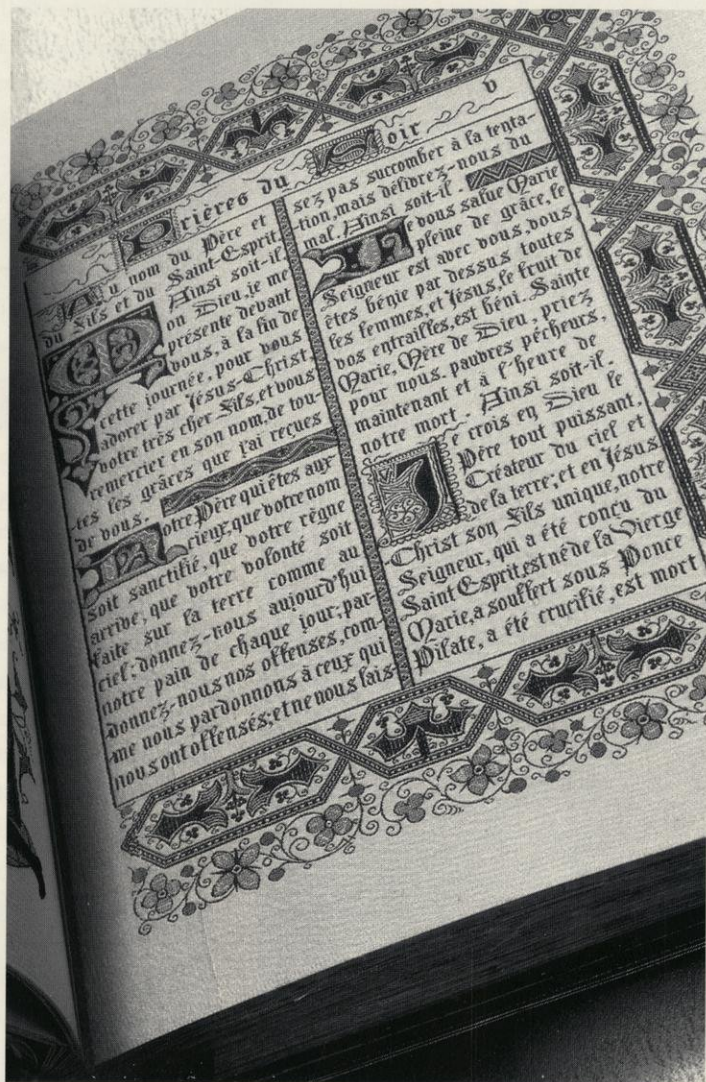 v
Prières du Soir
Au nom du Père et
du Fils et du Saint-Esprit.
Ainsi soit-il.
Mon Dieu, je me
présente devant
vous, à la fin de
cette journée, pour vous
adorer par Jésus-Christ,
votre très cher Fils, et vous
remercier en son nom, de tou-
tes les grâces que j'ai reçues
de vous.
Notre Père qui êtes aux
cieux, que votre nom
soit sanctifié, que votre règne
arrive, que votre volonté soit
faite sur la terre comme au
ciel; donnez-nous aujourd'hui
notre pain de chaque jour; par-
donnez-nous nos offenses, com-
me nous pardonnons à ceux qui
nous ont offensés; et ne nous lais
sez pas succomber à la tenta-
tion, mais délivrez-nous du
mal. Ainsi soit-il.
Je vous salue Marie
pleine de grâce, le
Seigneur est avec vous, vous
êtes bénie par dessus toutes
les femmes, et Jésus, le fruit de
vos entrailles, est béni. Sainte
Marie, Mère de Dieu, priez
pour nous pauvres pécheurs,
maintenant et à l'heure de
notre mort. Ainsi soit-il.
Je crois en Dieu le
Père tout puissant,
Créateur du ciel et
de la terre; et en Jésus
Christ son Fils unique, notre
Seigneur, qui a été conçu du
Saint Esprit, est né de la Vierge
Marie, a souffert sous Ponce
Pilate, a été crucifié, est mort